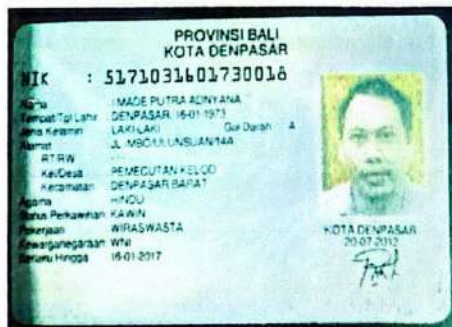 PROVINSI BALI
KOTA DENPASAR
NIK : 5171031601730018
Nama : I MADE PUTRA ADNYANA
Tempat/Tgl Lahir : DENPASAR, 16-01-1973
Jenis Kelamin : LAKI-LAKI Gol Darah : A
Alamat : JL.
RT/RW
Kel/Desa : PEMECUTAN KELOD
Kecamatan : DENPASAR BARAT
Agama : HINDU
Status Perkawinan : KAWIN
Pekerjaan : WIRASWASTA
Kewarganegaraan : WNI
Berlaku Hingga : 16-01-2017
KOTA DENPASAR
20-07-2012